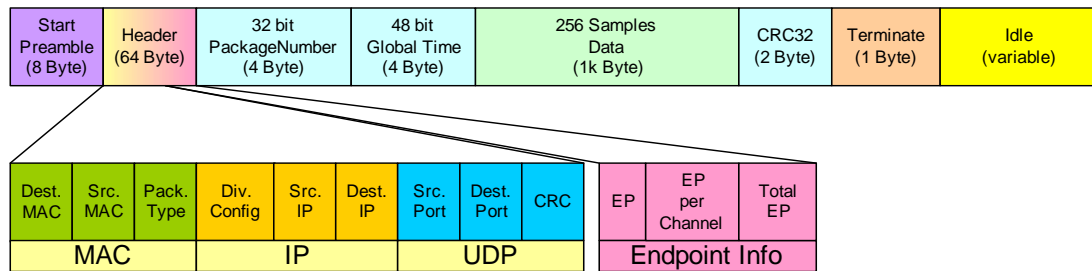 Start
Preamble
(8 Byte)
Header
(64 Byte)
32 bit
PackageNumber
(4 Byte)
48 bit
Global Time
(4 Byte)
256 Samples
Data
(1k Byte)
CRC32
(2 Byte)
Terminate
(1 Byte)
Idle
(variable)
Dest.
MAC
Src.
MAC
Pack.
Type
Div.
Config
Src.
IP
Dest.
IP
Src.
Port
Dest.
Port
CRC
EP
EP
per
Channel
Total
EP
MAC
IP
UDP
Endpoint Info